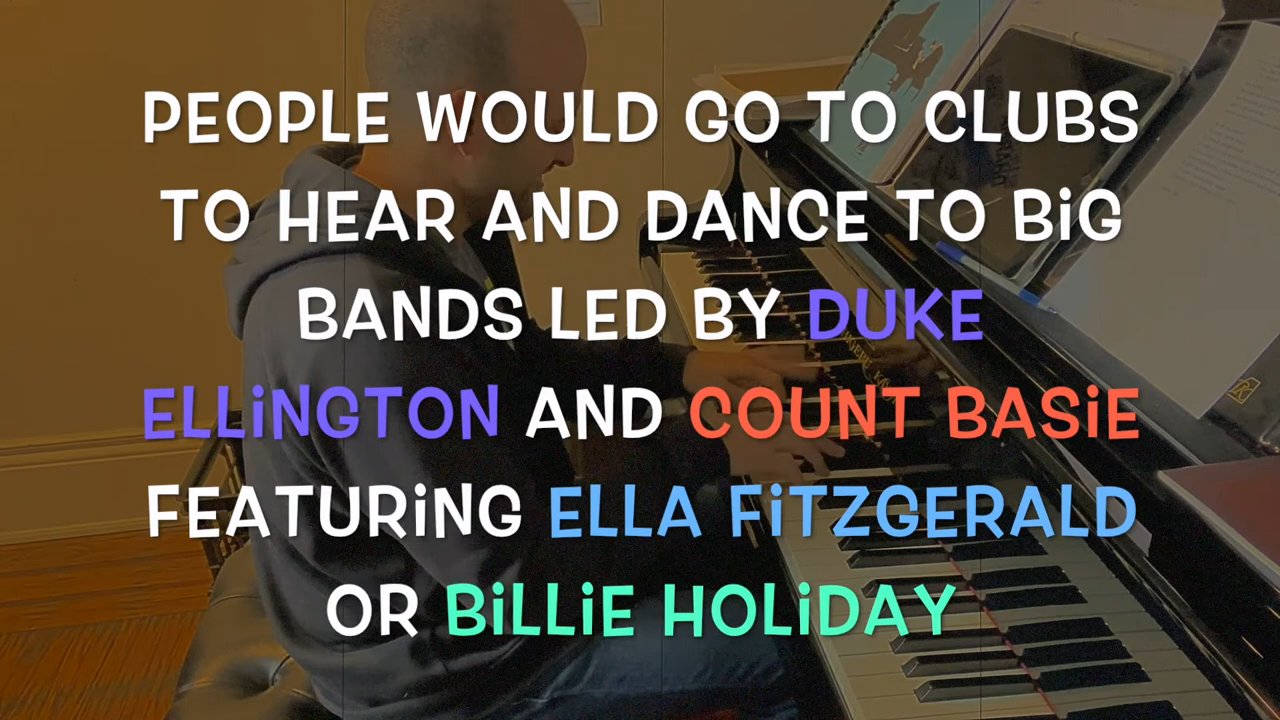 PEOPLE WOULD GO TO CLUBS
TO HEAR AND DANCE TO BiG
BANDS LED BY DUKE
ELLiNGTON AND COUNT BASiE
FEATURiNG ELLA FiTZGERALD
OR BiLLiE HOLiDAY